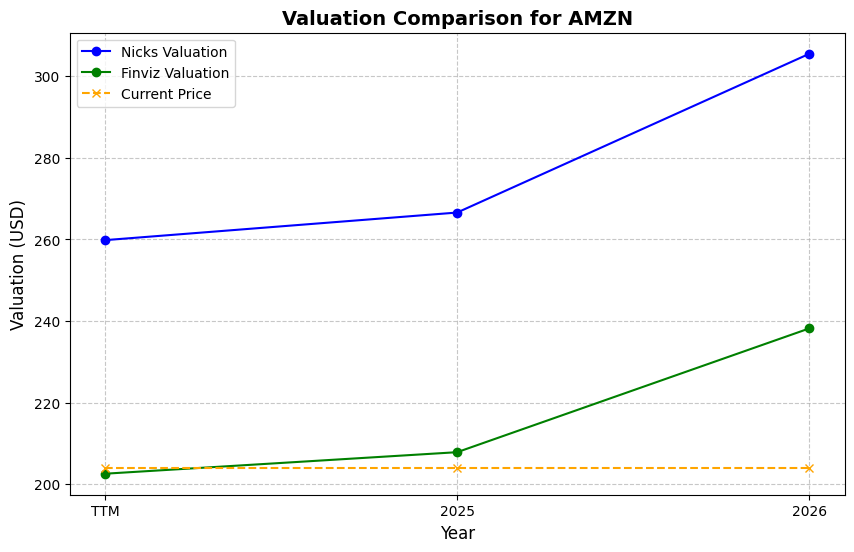 Valuation Comparison for AMZN
Nicks Valuation
Finviz Valuation
Current Price
Valuation (USD)
300
280
260
240
220
200
TTM
2025
2026
Year